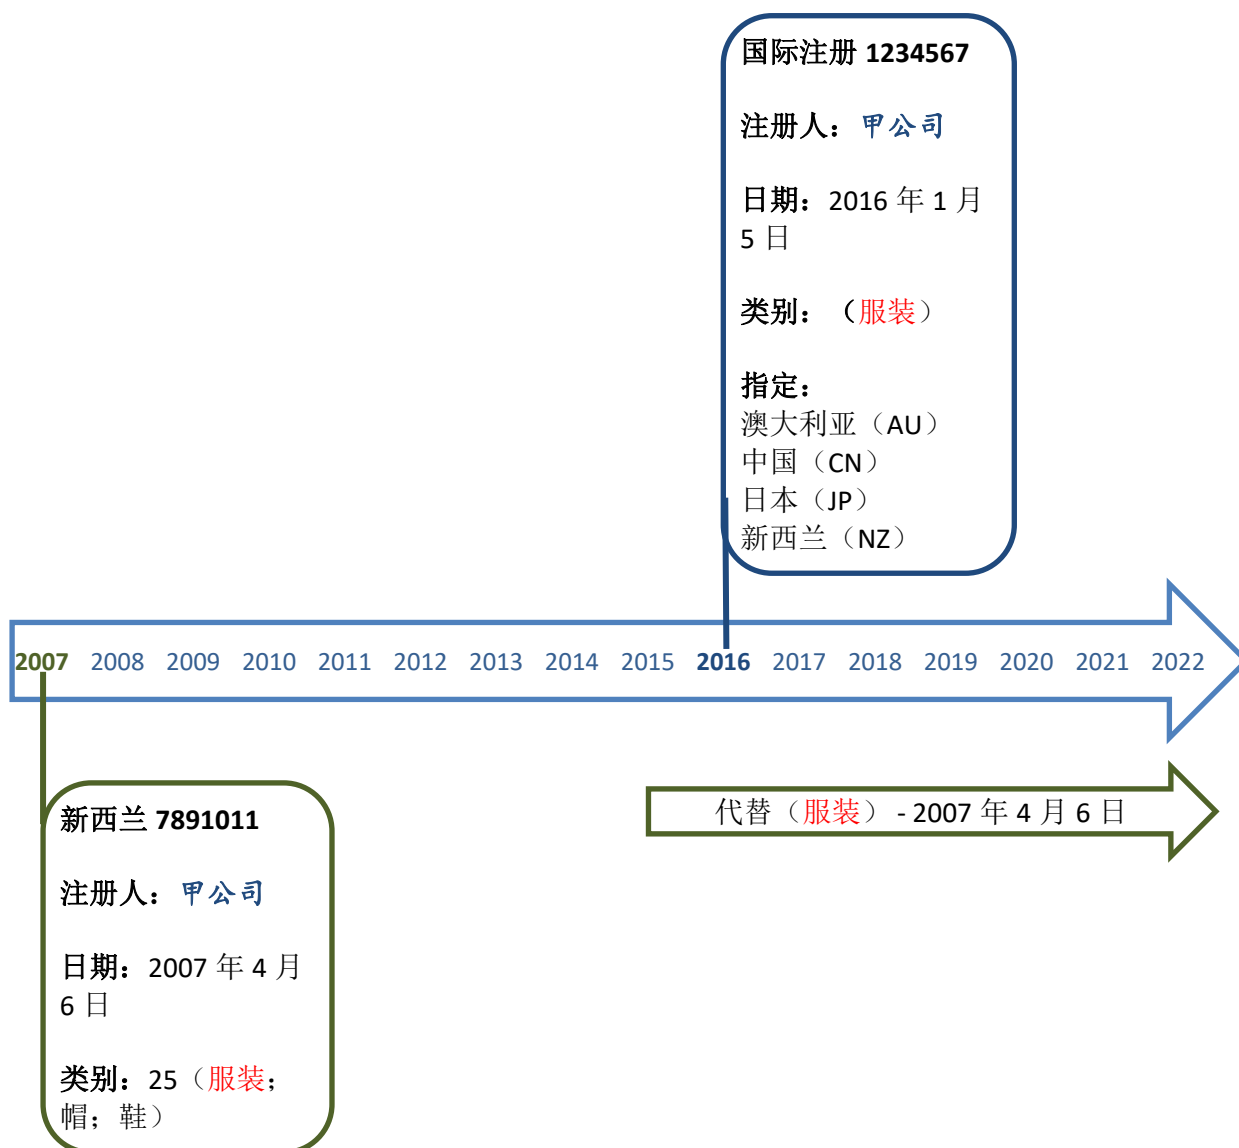 国际注册 1234567
注册人：甲公司
日期：2016 年 1 月
5 日
类别：（服装）
指定：
澳大利亚（AU）
中国（CN）
日本（JP）
新西兰（NZ）
2007 2008 2009 2010 2011 2012 2013 2014 2015 2016 2017 2018 2019 2020 2021 2022
代替（服装）- 2007 年 4 月 6 日
新西兰 7891011
注册人：甲公司
日期：2007 年 4 月
6 日
类别：25（服装；
帽；鞋）